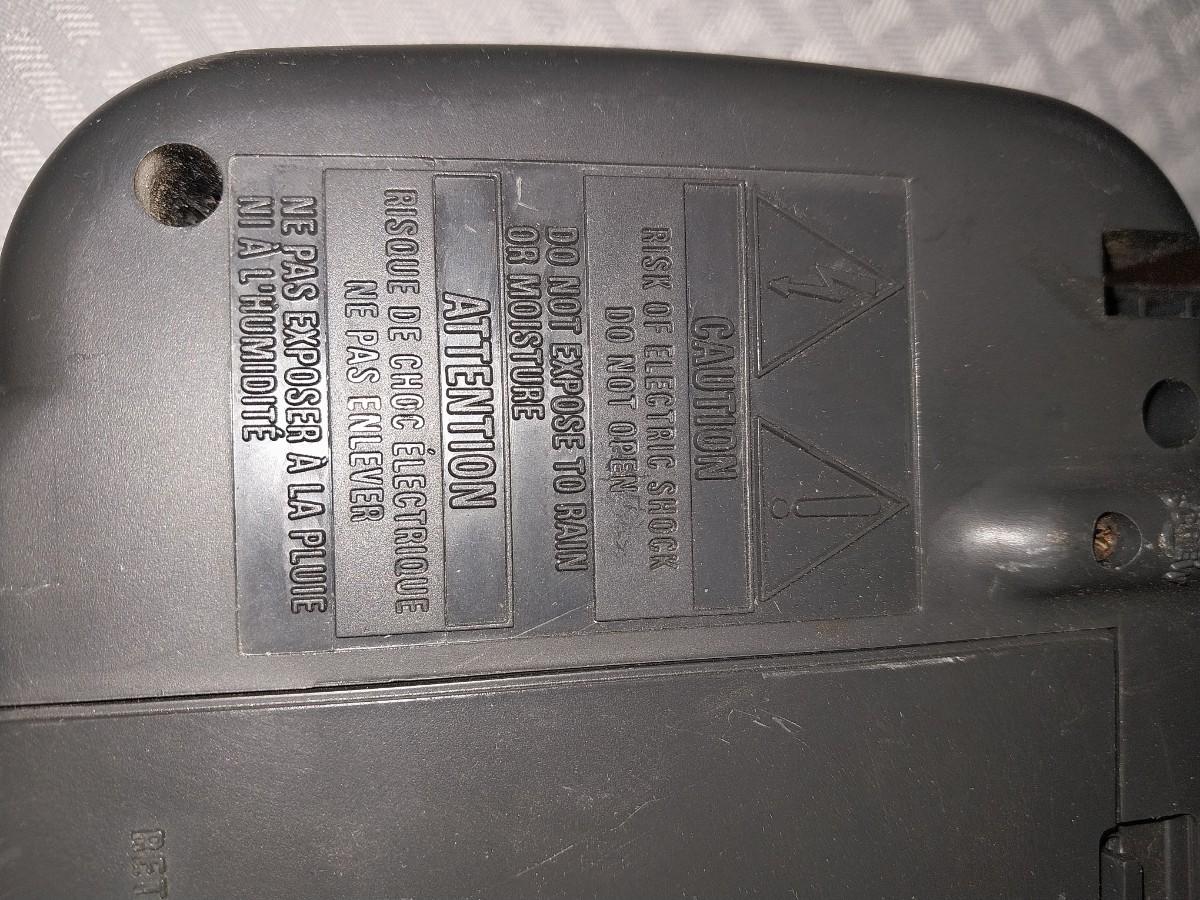 CAUTION
RISK OF ELECTRIC SHOCK
DO NOT OPEN
DO NOT EXPOSE TO RAIN
OR MOISTURE
ATTENTION
RISQUE DE CHOC ÉLECTRIQUE
NE PAS ENLEVER
NE PAS EXPOSER À LA PLUIE
NI À L'HUMIDITÉ
RET